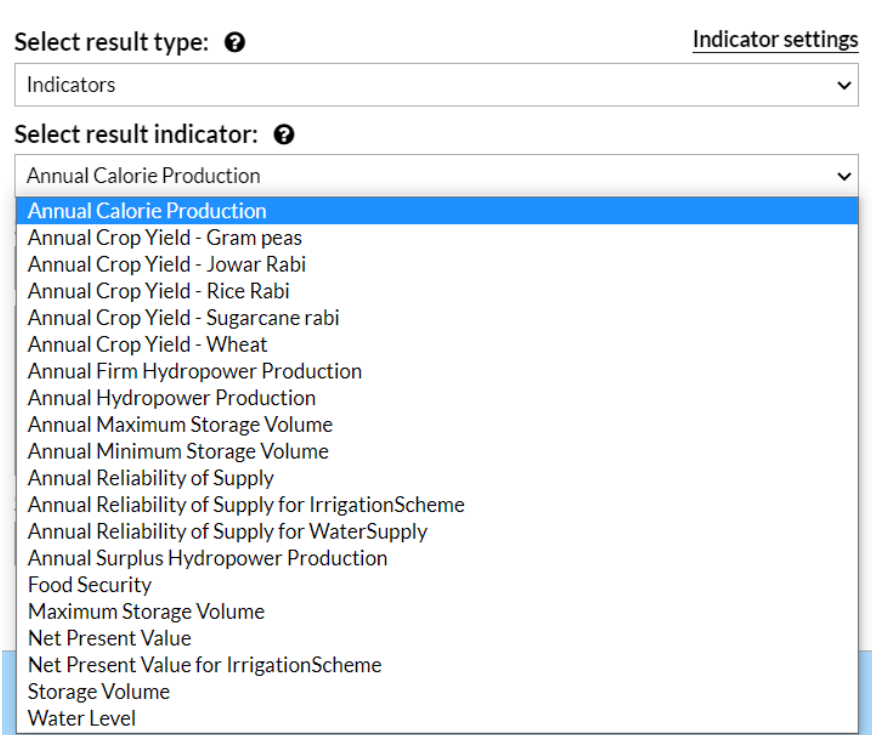 Select result type: ?
Indicator settings
Indicators
Select result indicator: ?
Annual Calorie Production
Annual Calorie Production
Annual Crop Yield - Gram peas
Annual Crop Yield - Jowar Rabi
Annual Crop Yield - Rice Rabi
Annual Crop Yield - Sugarcane rabi
Annual Crop Yield - Wheat
Annual Firm Hydropower Production
Annual Hydropower Production
Annual Maximum Storage Volume
Annual Minimum Storage Volume
Annual Reliability of Supply
Annual Reliability of Supply for IrrigationScheme
Annual Reliability of Supply for WaterSupply
Annual Surplus Hydropower Production
Food Security
Maximum Storage Volume
Net Present Value
Net Present Value for IrrigationScheme
Storage Volume
Water Level